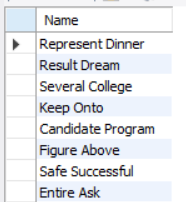 Name
Represent Dinner
Result Dream
Several College
Keep Onto
Candidate Program
Figure Above
Safe Successful
Entire Ask